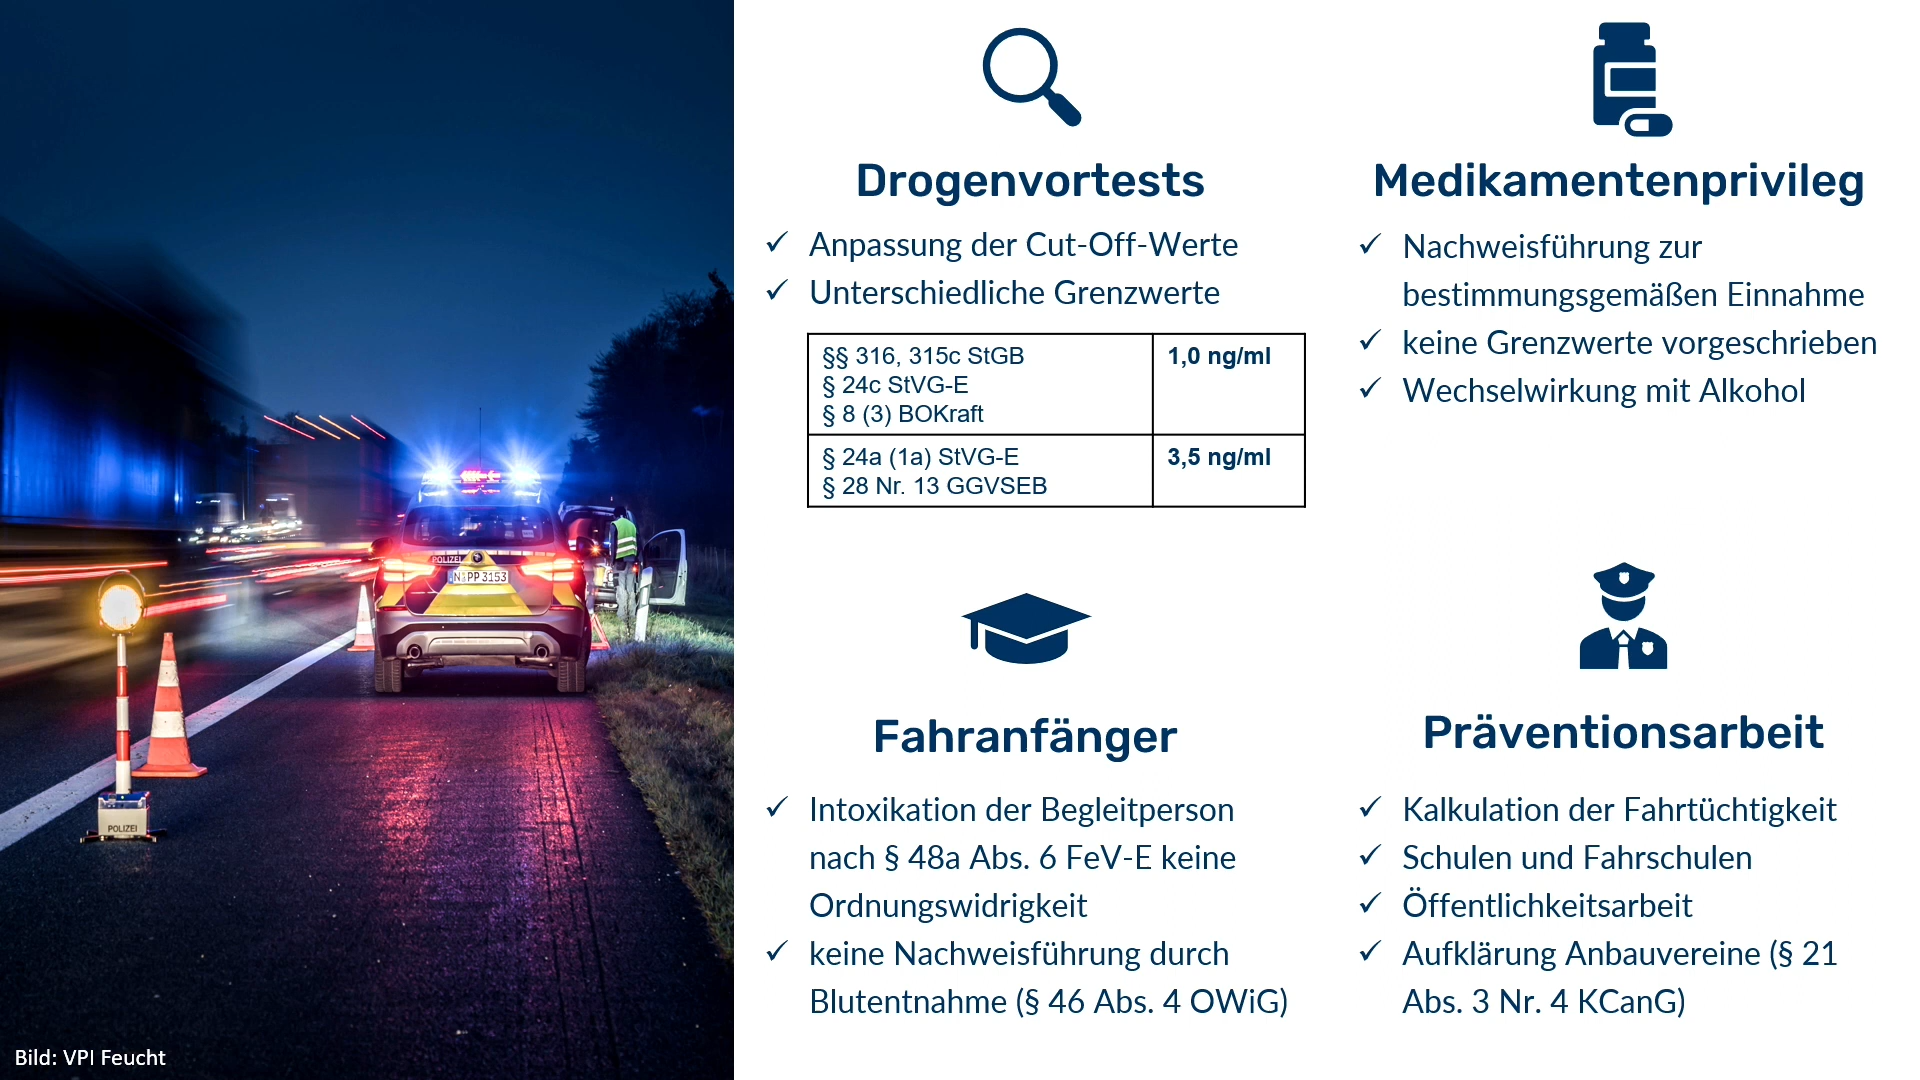 Drogenvortests
✓ Anpassung der Cut-Off-Werte
✓ Unterschiedliche Grenzwerte
§§ 316, 315c StGB 1,0 ng/ml
§ 24c StVG-E
§ 8 (3) BOKraft
§ 24a (1a) StVG-E 3,5 ng/ml
§ 28 Nr. 13 GGVSEB
Medikamentenprivileg
✓ Nachweisführung zur
bestimmungsgemäßen Einnahme
✓ keine Grenzwerte vorgeschrieben
✓ Wechselwirkung mit Alkohol
Fahranfänger
✓ Intoxikation der Begleitperson
nach § 48a Abs. 6 FeV-E keine
Ordnungswidrigkeit
✓ keine Nachweisführung durch
Blutentnahme (§ 46 Abs. 4 OWiG)
Präventionsarbeit
✓ Kalkulation der Fahrtüchtigkeit
✓ Schulen und Fahrschulen
✓ Öffentlichkeitsarbeit
✓ Aufklärung Anbauvereine (§ 21
Abs. 3 Nr. 4 KCanG)
POLIZEI
N PP 3153
POLIZEI
Bild: VPI Feucht